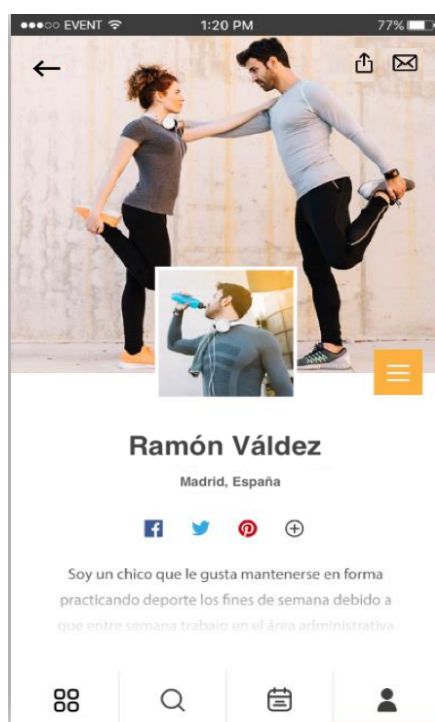 EVENT 1:20 PM 77%
Ramón Váldez
Madrid, España
Soy un chico que le gusta mantenerse en forma
practicando deporte los fines de semana debido a
que entre semana trabajo en el área administrativa